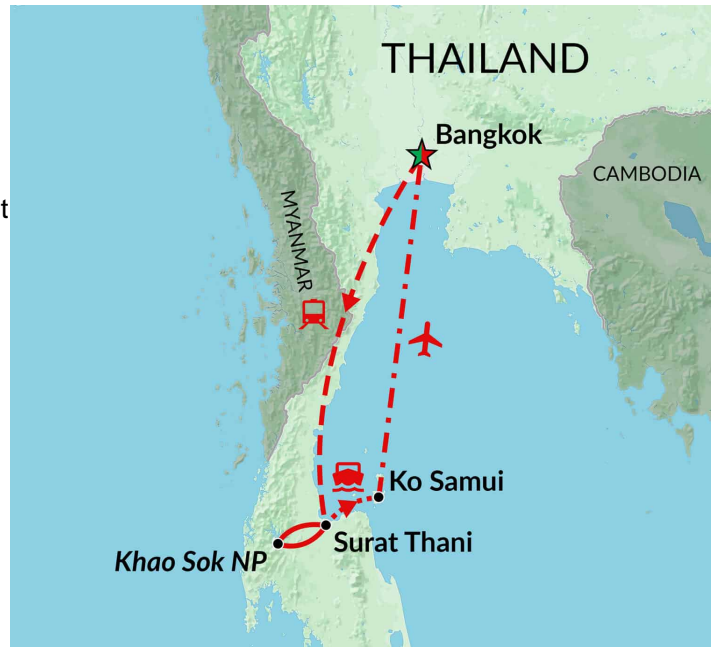 THAILAND
Bangkok
CAMBODIA
t
MYANMAR
Ko Samui
Surat Thani
Khao Sok NP